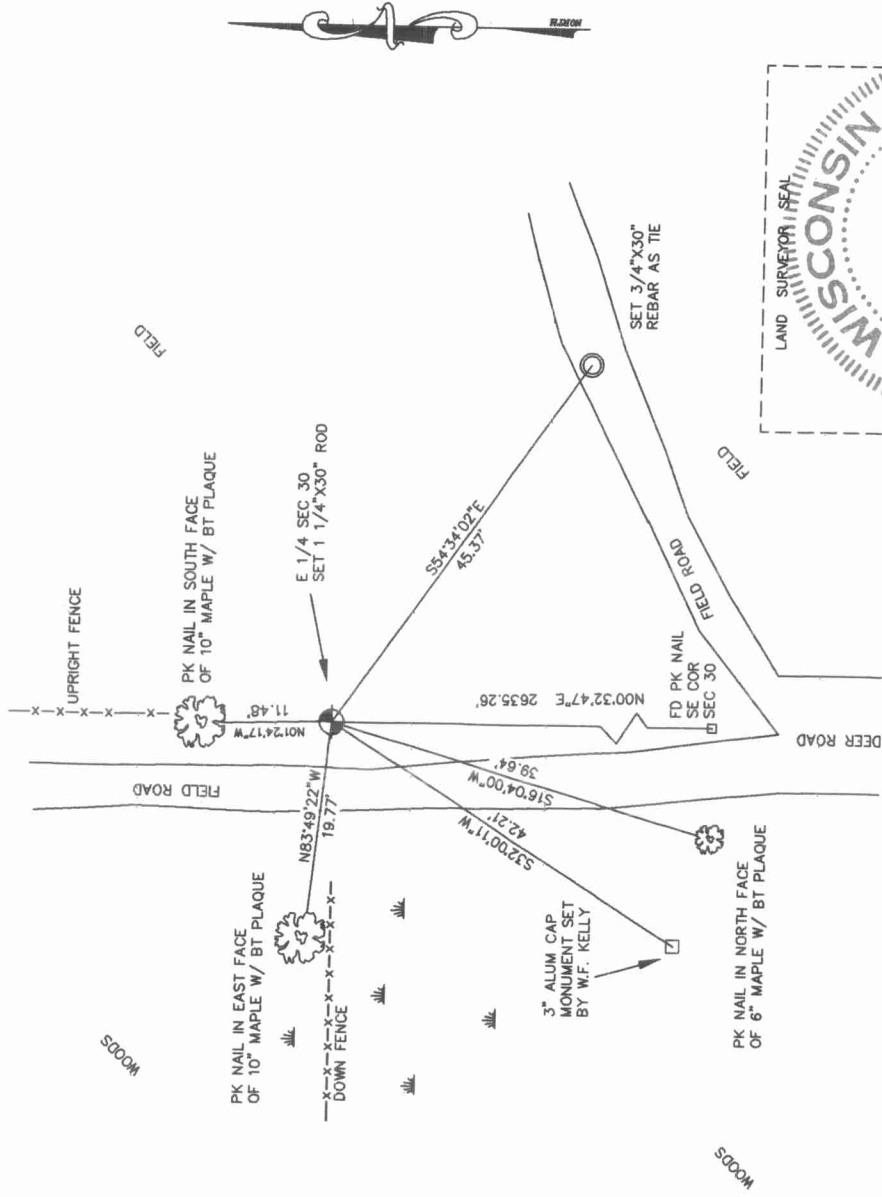 NORTH
FIELD
UPRIGHT FENCE
PK NAIL IN SOUTH FACE
OF 10" MAPLE W/ BT PLAQUE
E 1/4 SEC 30
SET 1 1/4"X30" ROD
N01°24'17"W
11.48'
FIELD ROAD
N83°49'22"W
19.77'
PK NAIL IN EAST FACE
OF 10" MAPLE W/ BT PLAQUE
DOWN FENCE
WOODS
S54°34'02"E
45.37'
SET 3/4"X30"
REBAR AS TIE
N00°32'47"E 2635.26'
FD PK NAIL
SE COR
SEC 30
S16°04'00"W
39.64'
S32°00'11"W
42.21'
3" ALUM CAP
MONUMENT SET
BY W.F. KELLY
PK NAIL IN NORTH FACE
OF 6" MAPLE W/ BT PLAQUE
FIELD ROAD
FIELD
DEER ROAD
WOODS
LAND SURVEYOR SEAL
WISCONSIN